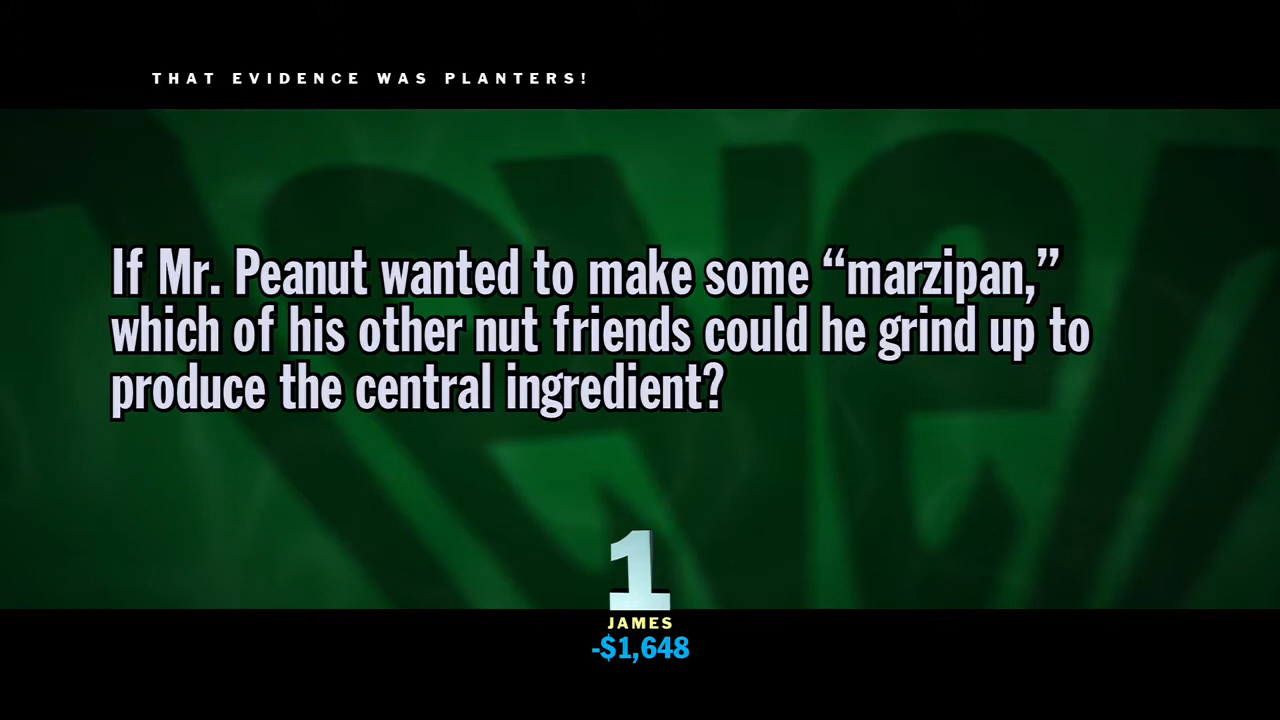 THAT EVIDENCE WAS PLANTERS!
If Mr. Peanut wanted to make some “marzipan,”
which of his other nut friends could he grind up to
produce the central ingredient?
1
JAMES
-$1,648